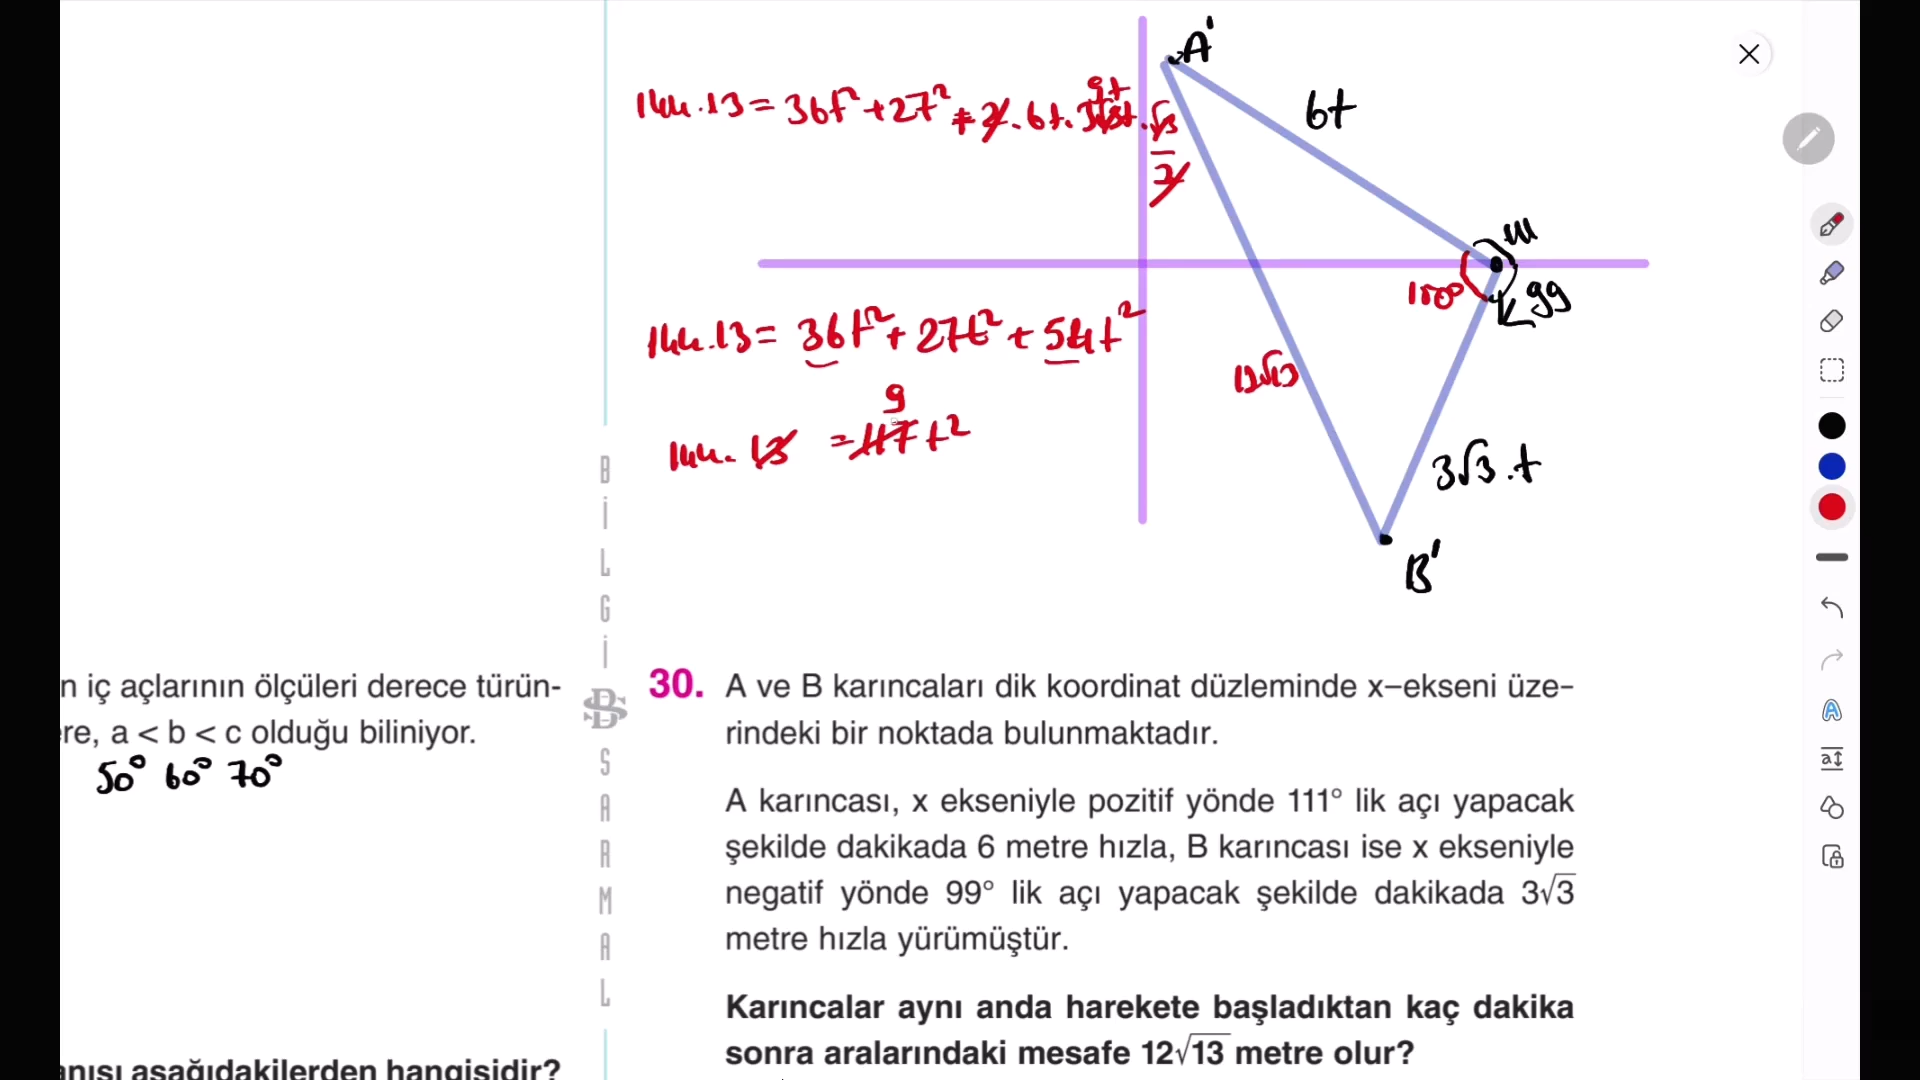 A'
144.13 = 36t² + 27² + 2.6t.3√3t.√3/2
9t
6t
111
99
150°
144.13 = 36t² + 27t² + 54t²
12√13
9
144.13 = 117t²
3√3.t
B'
BİLGİ SARMAL
n iç açlarının ölçüleri derece türün-
re, a < b < c olduğu biliniyor.
50° 60° 70°
anısı aşağıdakilerden hangisidir?
30. A ve B karıncaları dik koordinat düzleminde x–ekseni üze-
rindeki bir noktada bulunmaktadır.
A karıncası, x ekseniyle pozitif yönde 111° lik açı yapacak
şekilde dakikada 6 metre hızla, B karıncası ise x ekseniyle
negatif yönde 99° lik açı yapacak şekilde dakikada 3√3
metre hızla yürümüştür.
Karıncalar aynı anda harekete başladıktan kaç dakika
sonra aralarındaki mesafe 12√13 metre olur?